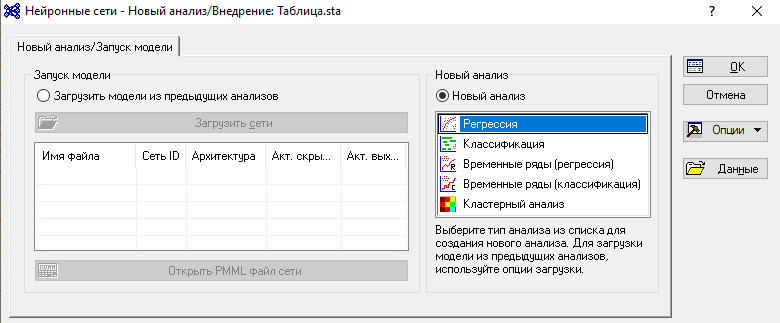 Нейронные сети - Новый анализ/Внедрение: Таблица.sta
Новый анализ/Запуск модели
Запуск модели
Загрузить модели из предыдущих анализов
Загрузить сети
Имя файла Сеть ID Архитектура Акт. скры... Акт. вых...
Открыть PMML файл сети
Новый анализ
Новый анализ
Регрессия
Классификация
Временные ряды (регрессия)
Временные ряды (классификация)
Кластерный анализ
Выберите тип анализа из списка для
создания нового анализа. Для загрузки
модели из предыдущих анализов,
используйте опции загрузки.
OK
Отмена
Опции
Данные